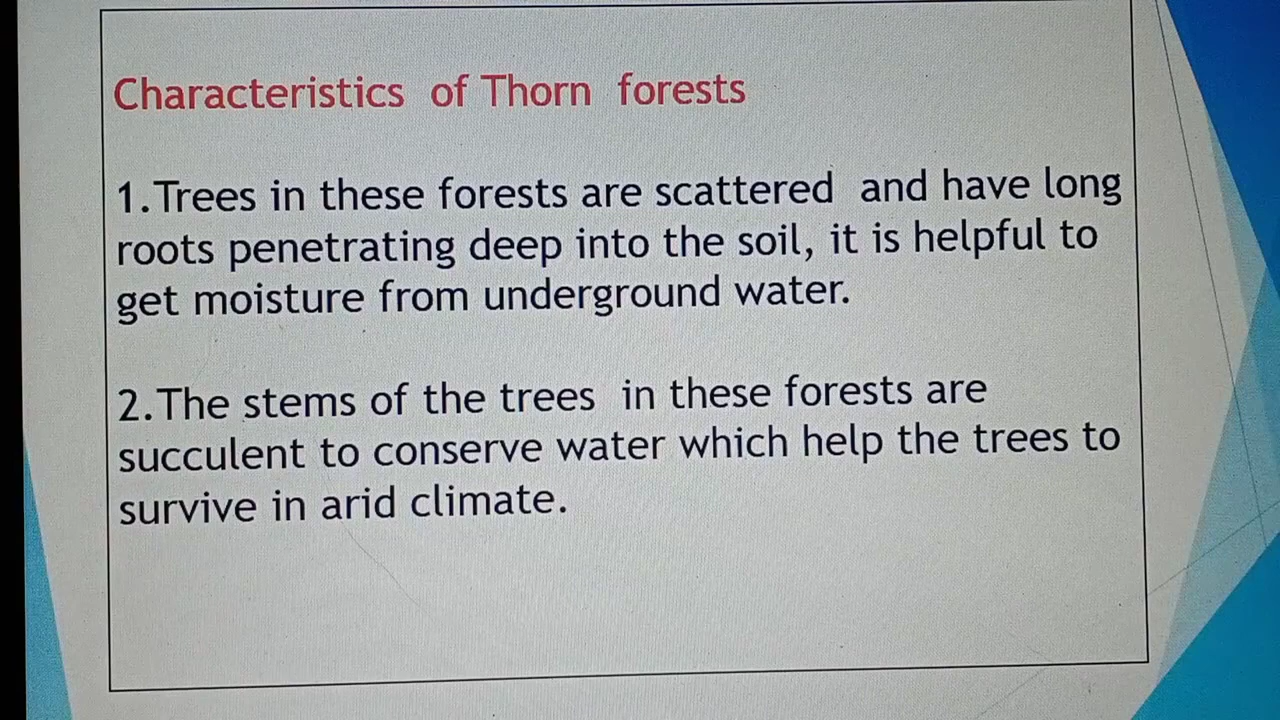 Characteristics of Thorn forests
1.Trees in these forests are scattered and have long
roots penetrating deep into the soil, it is helpful to
get moisture from underground water.
2.The stems of the trees in these forests are
succulent to conserve water which help the trees to
survive in arid climate.